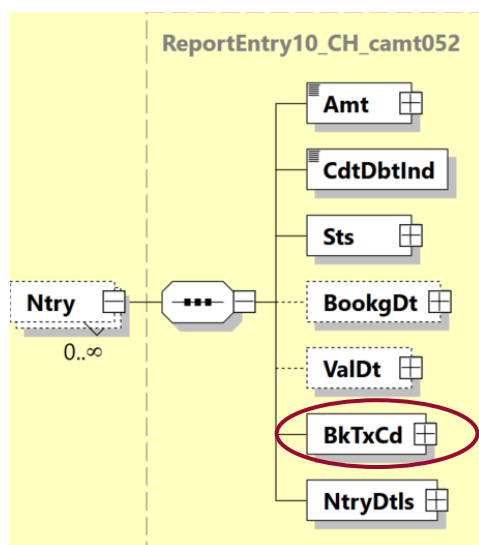 ReportEntry10_CH_camt052
Amt
CdtDbtInd
Sts
Ntry
0..∞
BookgDt
ValDt
BkTxCd
NtryDtls